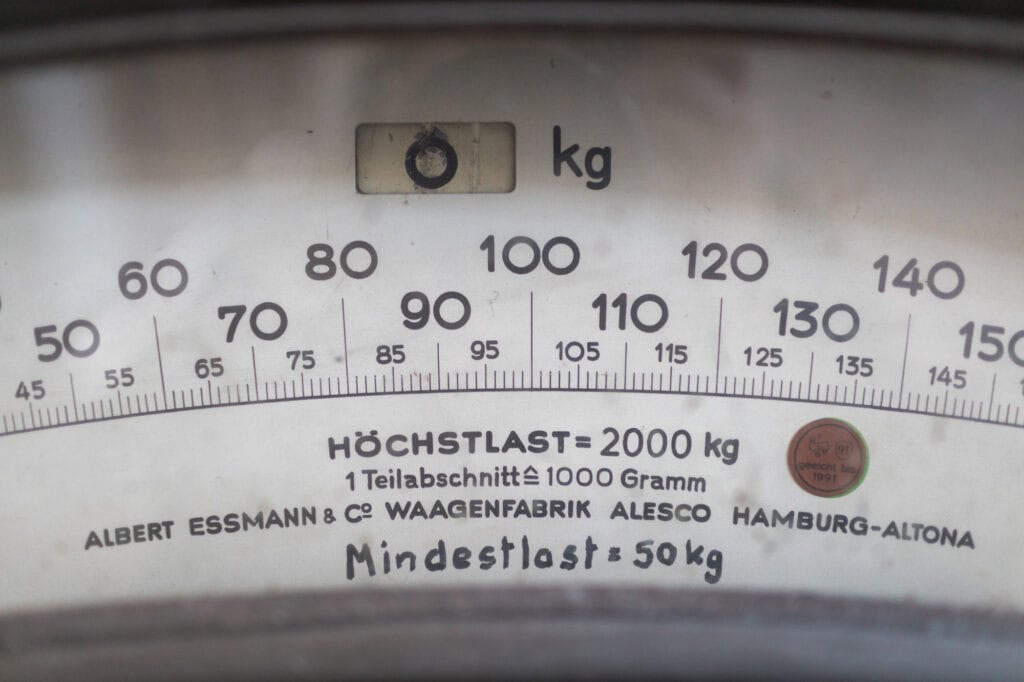 0 kg
60 80 100 120 140
50 70 90 110 130 150
45 55 65 75 85 95 105 115 125 135 145
HÖCHSTLAST = 2000 kg
1 Teilabschnitt ≙ 1000 Gramm
91
geeicht bis
1991
ALBERT ESSMANN & Cº WAAGENFABRIK ALESCO HAMBURG-ALTONA
Mindestlast = 50 kg